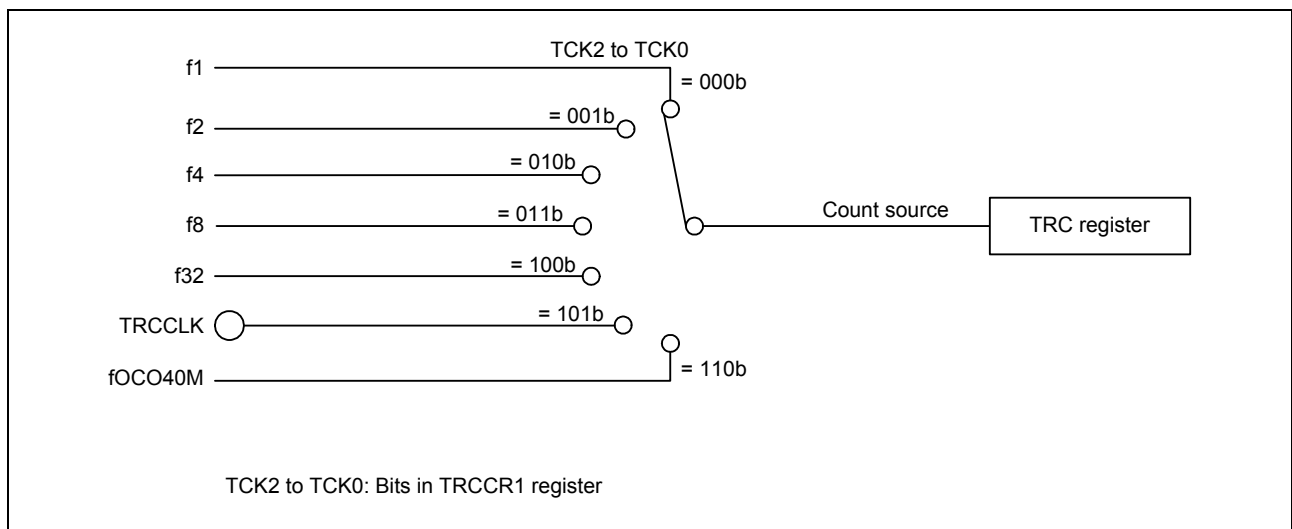 TCK2 to TCK0
f1
= 000b
f2
= 001b
f4
= 010b
f8
= 011b
Count source
TRC register
f32
= 100b
TRCCLK
= 101b
fOCO40M
= 110b
TCK2 to TCK0: Bits in TRCCR1 register